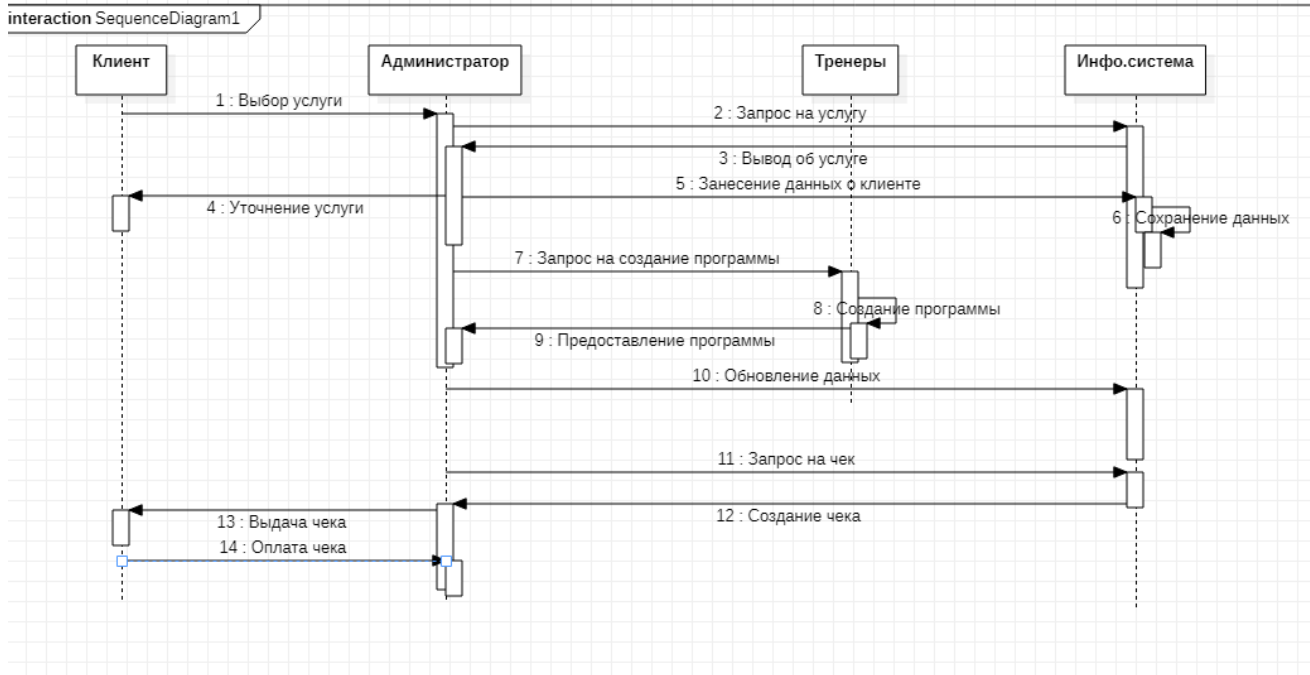 interaction SequenceDiagram1
Клиент
Администратор
Тренеры
Инфо.система
1 : Выбор услуги
2 : Запрос на услугу
3 : Вывод об услуге
5 : Занесение данных о клиенте
4 : Уточнение услуги
6 : Сохранение данных
7 : Запрос на создание программы
8 : Создание программы
9 : Предоставление программы
10 : Обновление данных
11 : Запрос на чек
12 : Создание чека
13 : Выдача чека
14 : Оплата чека